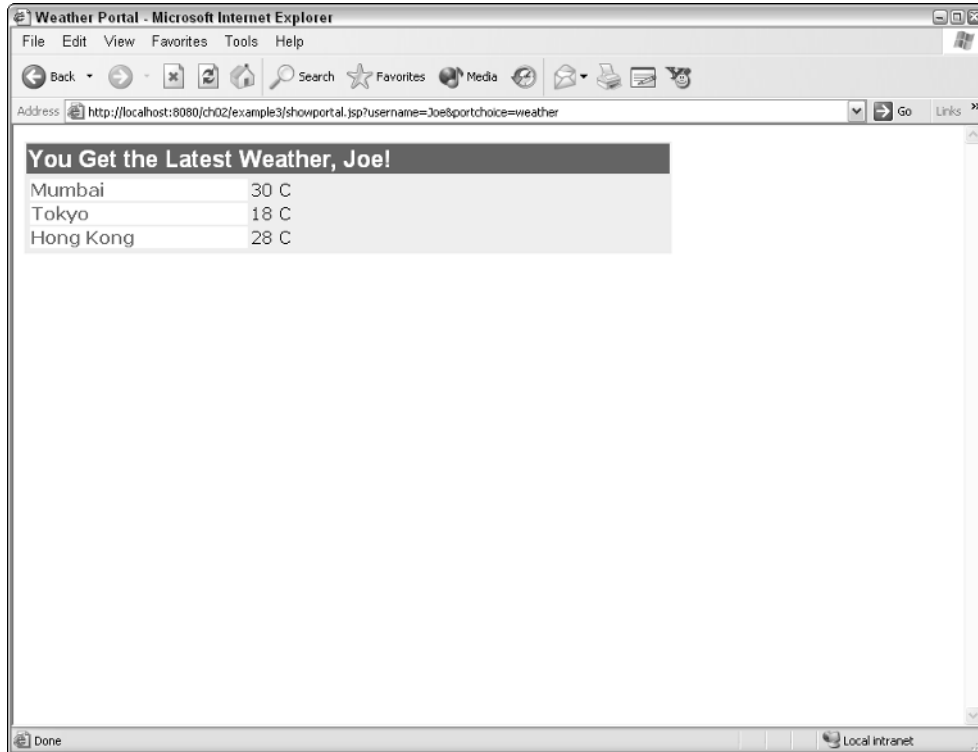 Weather Portal - Microsoft Internet Explorer
File Edit View Favorites Tools Help
Back Search Favorites Media
Address http://localhost:8080/ch02/example3/showportal.jsp?username=Joe&portchoice=weather Go Links »
You Get the Latest Weather, Joe!
Mumbai 30 C
Tokyo 18 C
Hong Kong 28 C
Done Local intranet